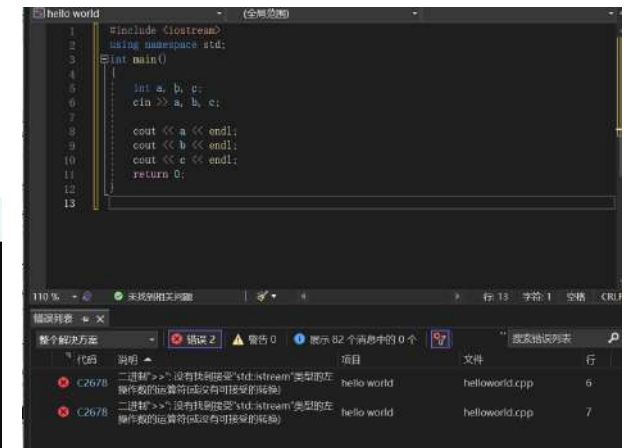 hello world (全局范围)
1 #include <iostream>
2 using namespace std;
3 int main()
4 {
5 int a, b, c;
6 cin >> a, b, c;
7
8 cout << a << endl;
9 cout << b << endl;
10 cout << c << endl;
11 return 0;
12 }
13
110 % 未找到相关问题 行: 13 字符: 1 空格 CRLF
错误列表
整个解决方案 错误 2 警告 0 展示 82 个消息中的 0 个 搜索错误列表
代码 说明 项目 文件 行
C2678 二进制">>": 没有找到接受"std::istream"类型的左操作数的运算符(或没有可接受的转换) hello world helloworld.cpp 6
C2678 二进制">>": 没有找到接受"std::istream"类型的左操作数的运算符(或没有可接受的转换) hello world helloworld.cpp 7